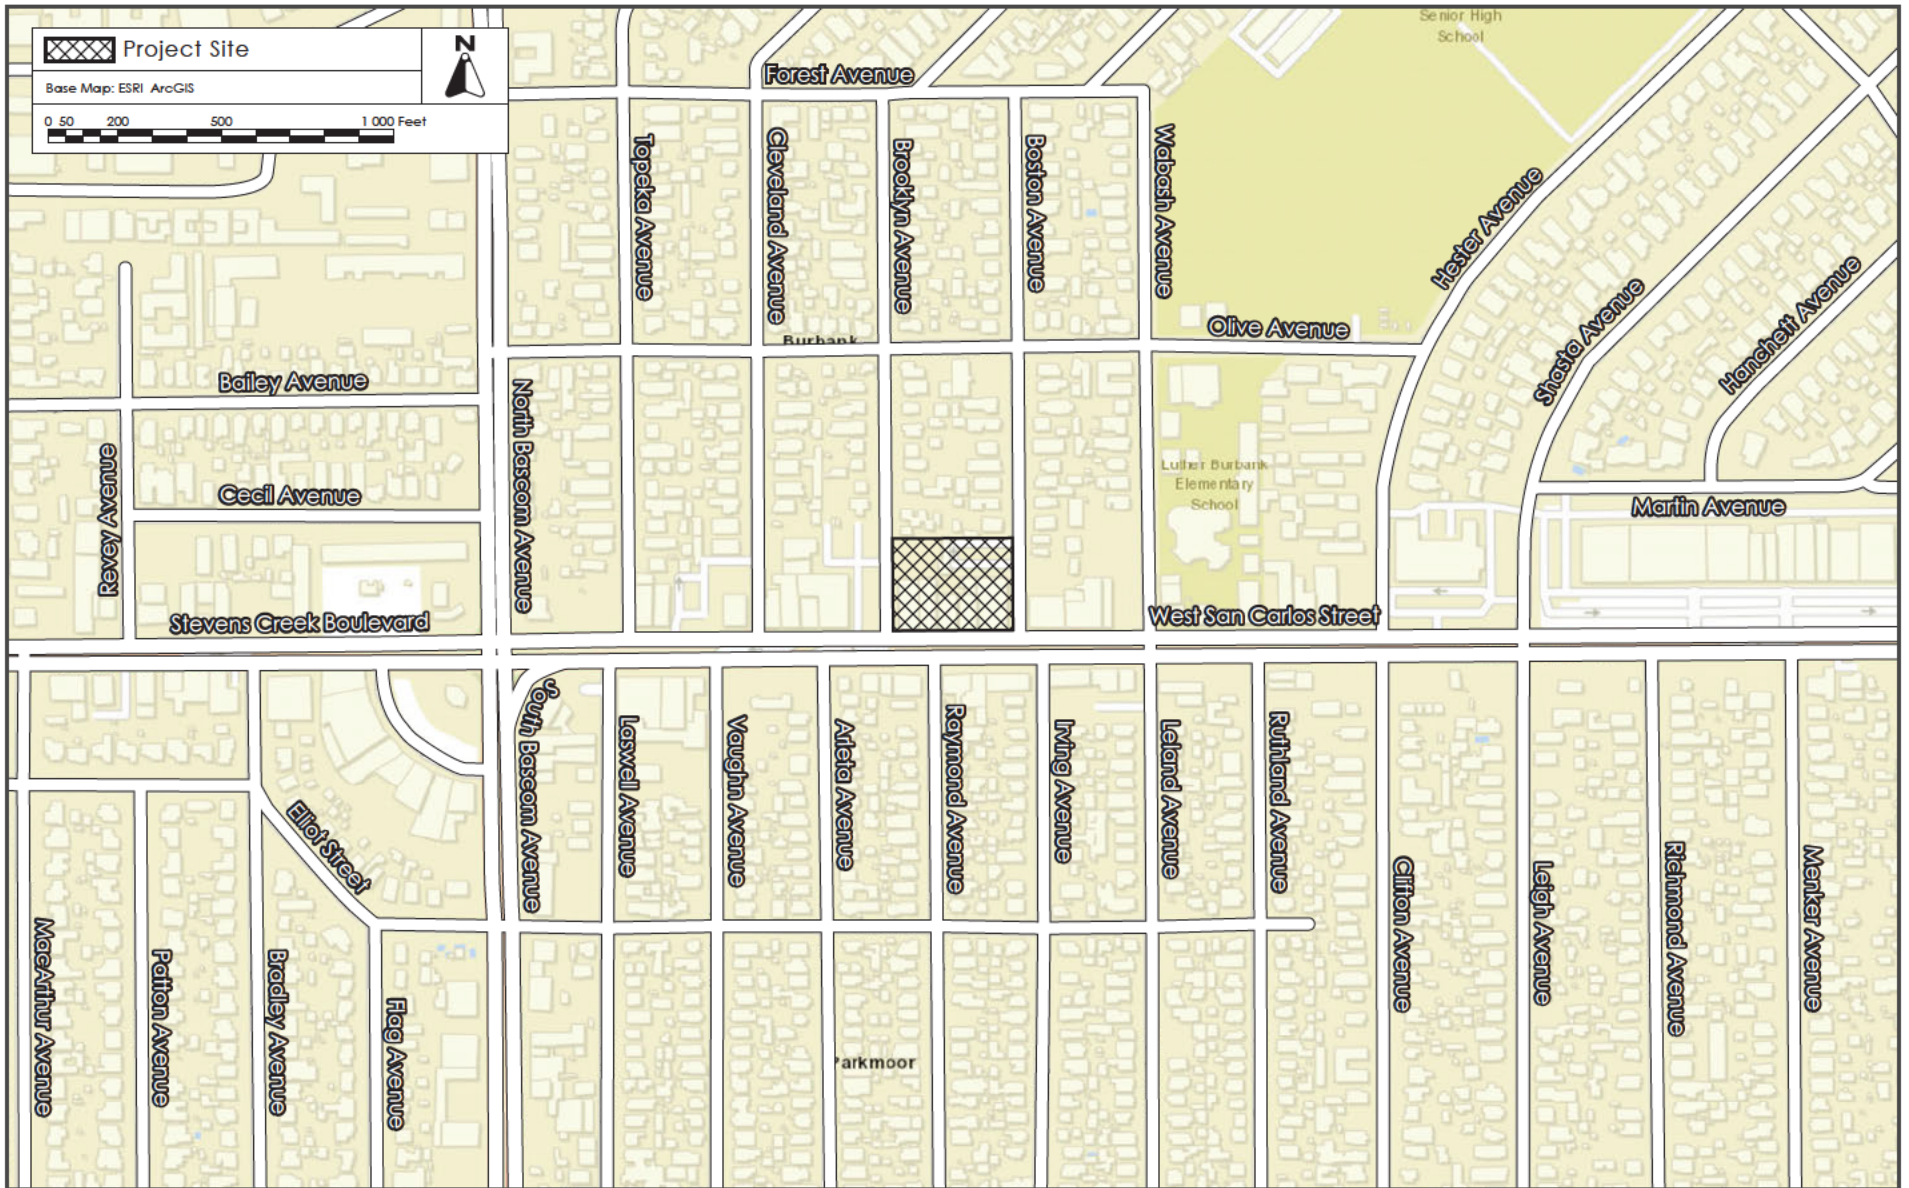 Project Site
N
Base Map: ESRI ArcGIS
0 50 200 500 1 000 Feet
Senior High
School
Forest Avenue
Topeka Avenue
Cleveland Avenue
Brooklyn Avenue
Boston Avenue
Wabash Avenue
Hester Avenue
Shasta Avenue
Hanchett Avenue
Olive Avenue
Burbank
Bailey Avenue
North Bascom Avenue
Revey Avenue
Cecil Avenue
Luther Burbank
Elementary
School
Martin Avenue
Stevens Creek Boulevard
West San Carlos Street
South Bascom Avenue
Laswell Avenue
Vaughn Avenue
Arleta Avenue
Raymond Avenue
Irving Avenue
Leland Avenue
Ruthland Avenue
Elliot Street
Clifton Avenue
Leigh Avenue
Richmond Avenue
Menker Avenue
MacArthur Avenue
Patton Avenue
Bradley Avenue
Flag Avenue
Parkmoor